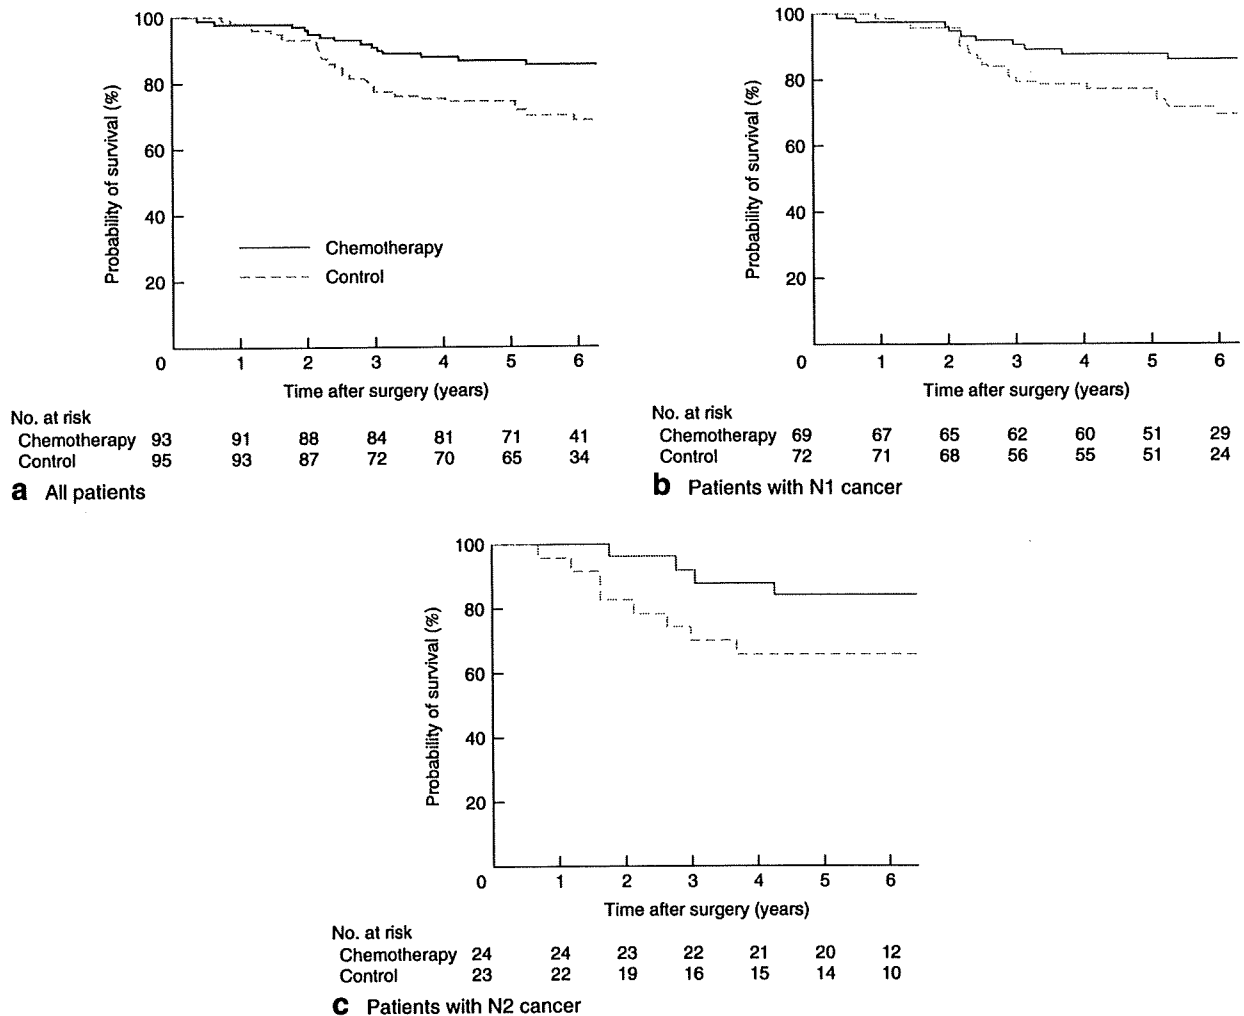 100
80
60
40
20
0
Probability of survival (%)
Chemotherapy
Control
1 2 3 4 5 6
Time after surgery (years)
No. at risk
Chemotherapy 93 91 88 84 81 71 41
Control 95 93 87 72 70 65 34
a All patients
100
80
60
40
20
0
Probability of survival (%)
1 2 3 4 5 6
Time after surgery (years)
No. at risk
Chemotherapy 69 67 65 62 60 51 29
Control 72 71 68 56 55 51 24
b Patients with N1 cancer
100
80
60
40
20
0
Probability of survival (%)
1 2 3 4 5 6
Time after surgery (years)
No. at risk
Chemotherapy 24 24 23 22 21 20 12
Control 23 22 19 16 15 14 10
c Patients with N2 cancer